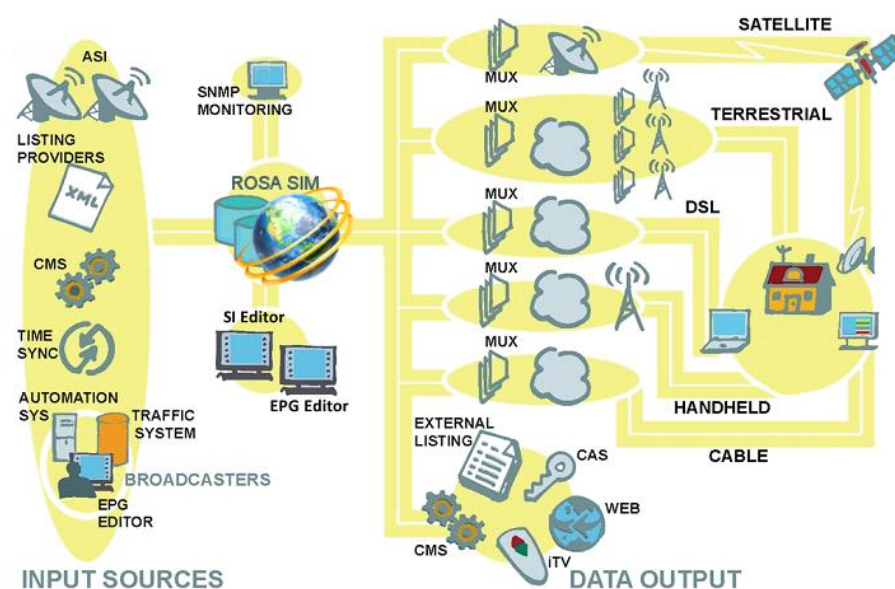 ASI
LISTING
PROVIDERS
XML
CMS
TIME
SYNC
AUTOMATION
SYS
TRAFFIC
SYSTEM
BROADCASTERS
EPG
EDITOR
INPUT SOURCES
SNMP
MONITORING
ROSA SIM
SI Editor
EPG Editor
MUX
SATELLITE
MUX
TERRESTRIAL
MUX
DSL
MUX
HANDHELD
MUX
CABLE
EXTERNAL
LISTING
CAS
WEB
CMS
iTV
DATA OUTPUT